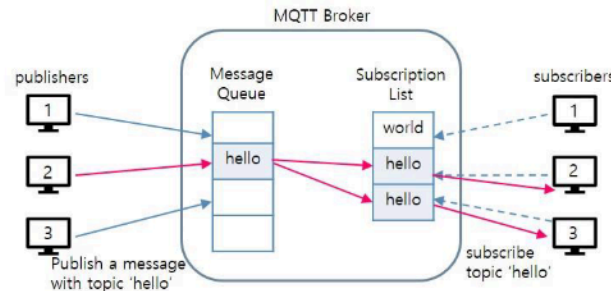 MQTT Broker
publishers
Message
Queue
Subscription
List
subscribers
1
2
3
hello
world
hello
hello
1
2
3
Publish a message
with topic 'hello'
subscribe
topic 'hello'